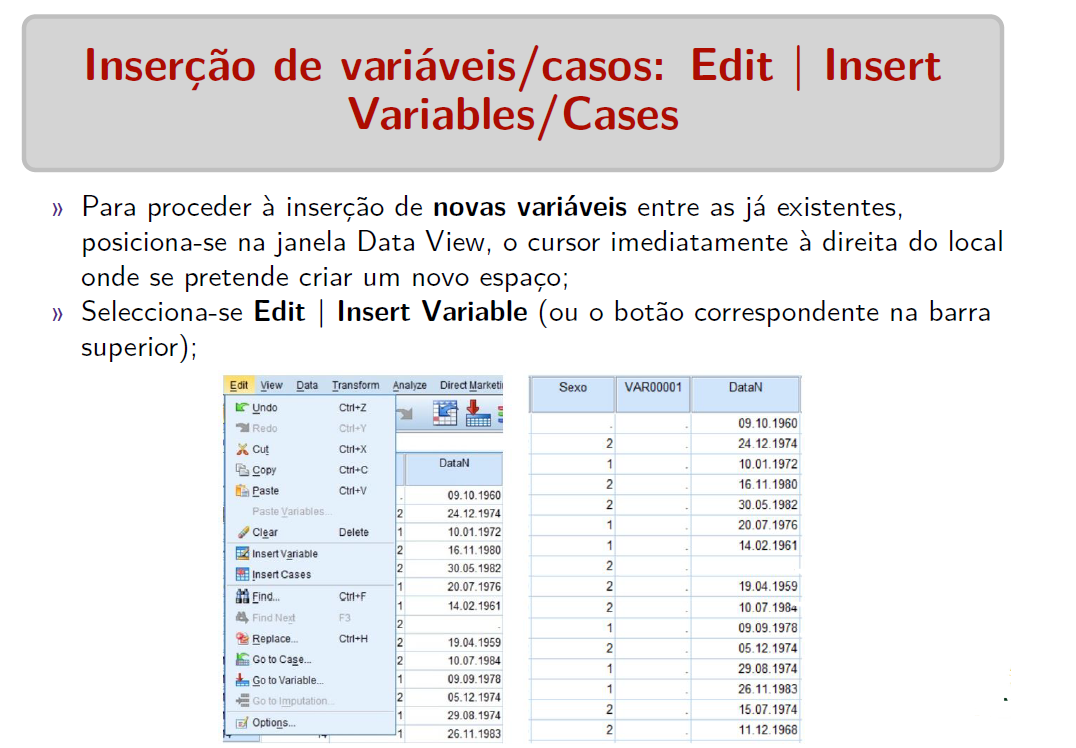 Inserção de variáveis/casos: Edit | Insert
Variables/Cases
» Para proceder à inserção de novas variáveis entre as já existentes,
posiciona-se na janela Data View, o cursor imediatamente à direita do local
onde se pretende criar um novo espaço;
» Selecciona-se Edit | Insert Variable (ou o botão correspondente na barra
superior);
Edit View Data Transform Analyze Direct Marketi
Undo Ctrl+Z
Redo Ctrl+Y
Cut Ctrl+X
Copy Ctrl+C
Paste Ctrl+V
Paste Variables...
Clear Delete
Insert Variable
Insert Cases
Find... Ctrl+F
Find Next F3
Replace... Ctrl+H
Go to Case...
Go to Variable...
Go to Imputation...
Options...
DataN
. 09.10.1960
2 24.12.1974
1 10.01.1972
2 16.11.1980
2 30.05.1982
1 20.07.1976
1 14.02.1961
2 .
2 19.04.1959
2 10.07.1984
1 09.09.1978
2 05.12.1974
1 29.08.1974
1 26.11.1983
Sexo VAR00001 DataN
. . 09.10.1960
2 . 24.12.1974
1 . 10.01.1972
2 . 16.11.1980
2 . 30.05.1982
1 . 20.07.1976
1 . 14.02.1961
2 .
2 . 19.04.1959
2 . 10.07.1984
1 . 09.09.1978
2 . 05.12.1974
1 . 29.08.1974
1 . 26.11.1983
2 . 15.07.1974
2 . 11.12.1968